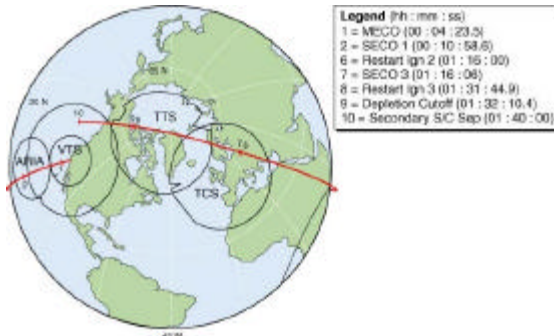 Legend (hh : mm : ss)
1 = MECO (00 : 04 : 23.5)
2 = SECO 1 (00 : 10 : 58.6)
6 = Restart Ign 2 (01 : 16 : 00)
7 = SECO 3 (01 : 16 : 06)
8 = Restart Ign 3 (01 : 31 : 44.9)
9 = Depletion Cutoff (01 : 32 : 10.4)
10 = Secondary S/C Sep (01 : 40 : 00)
TTS
VTS
ARIA
TCS
10